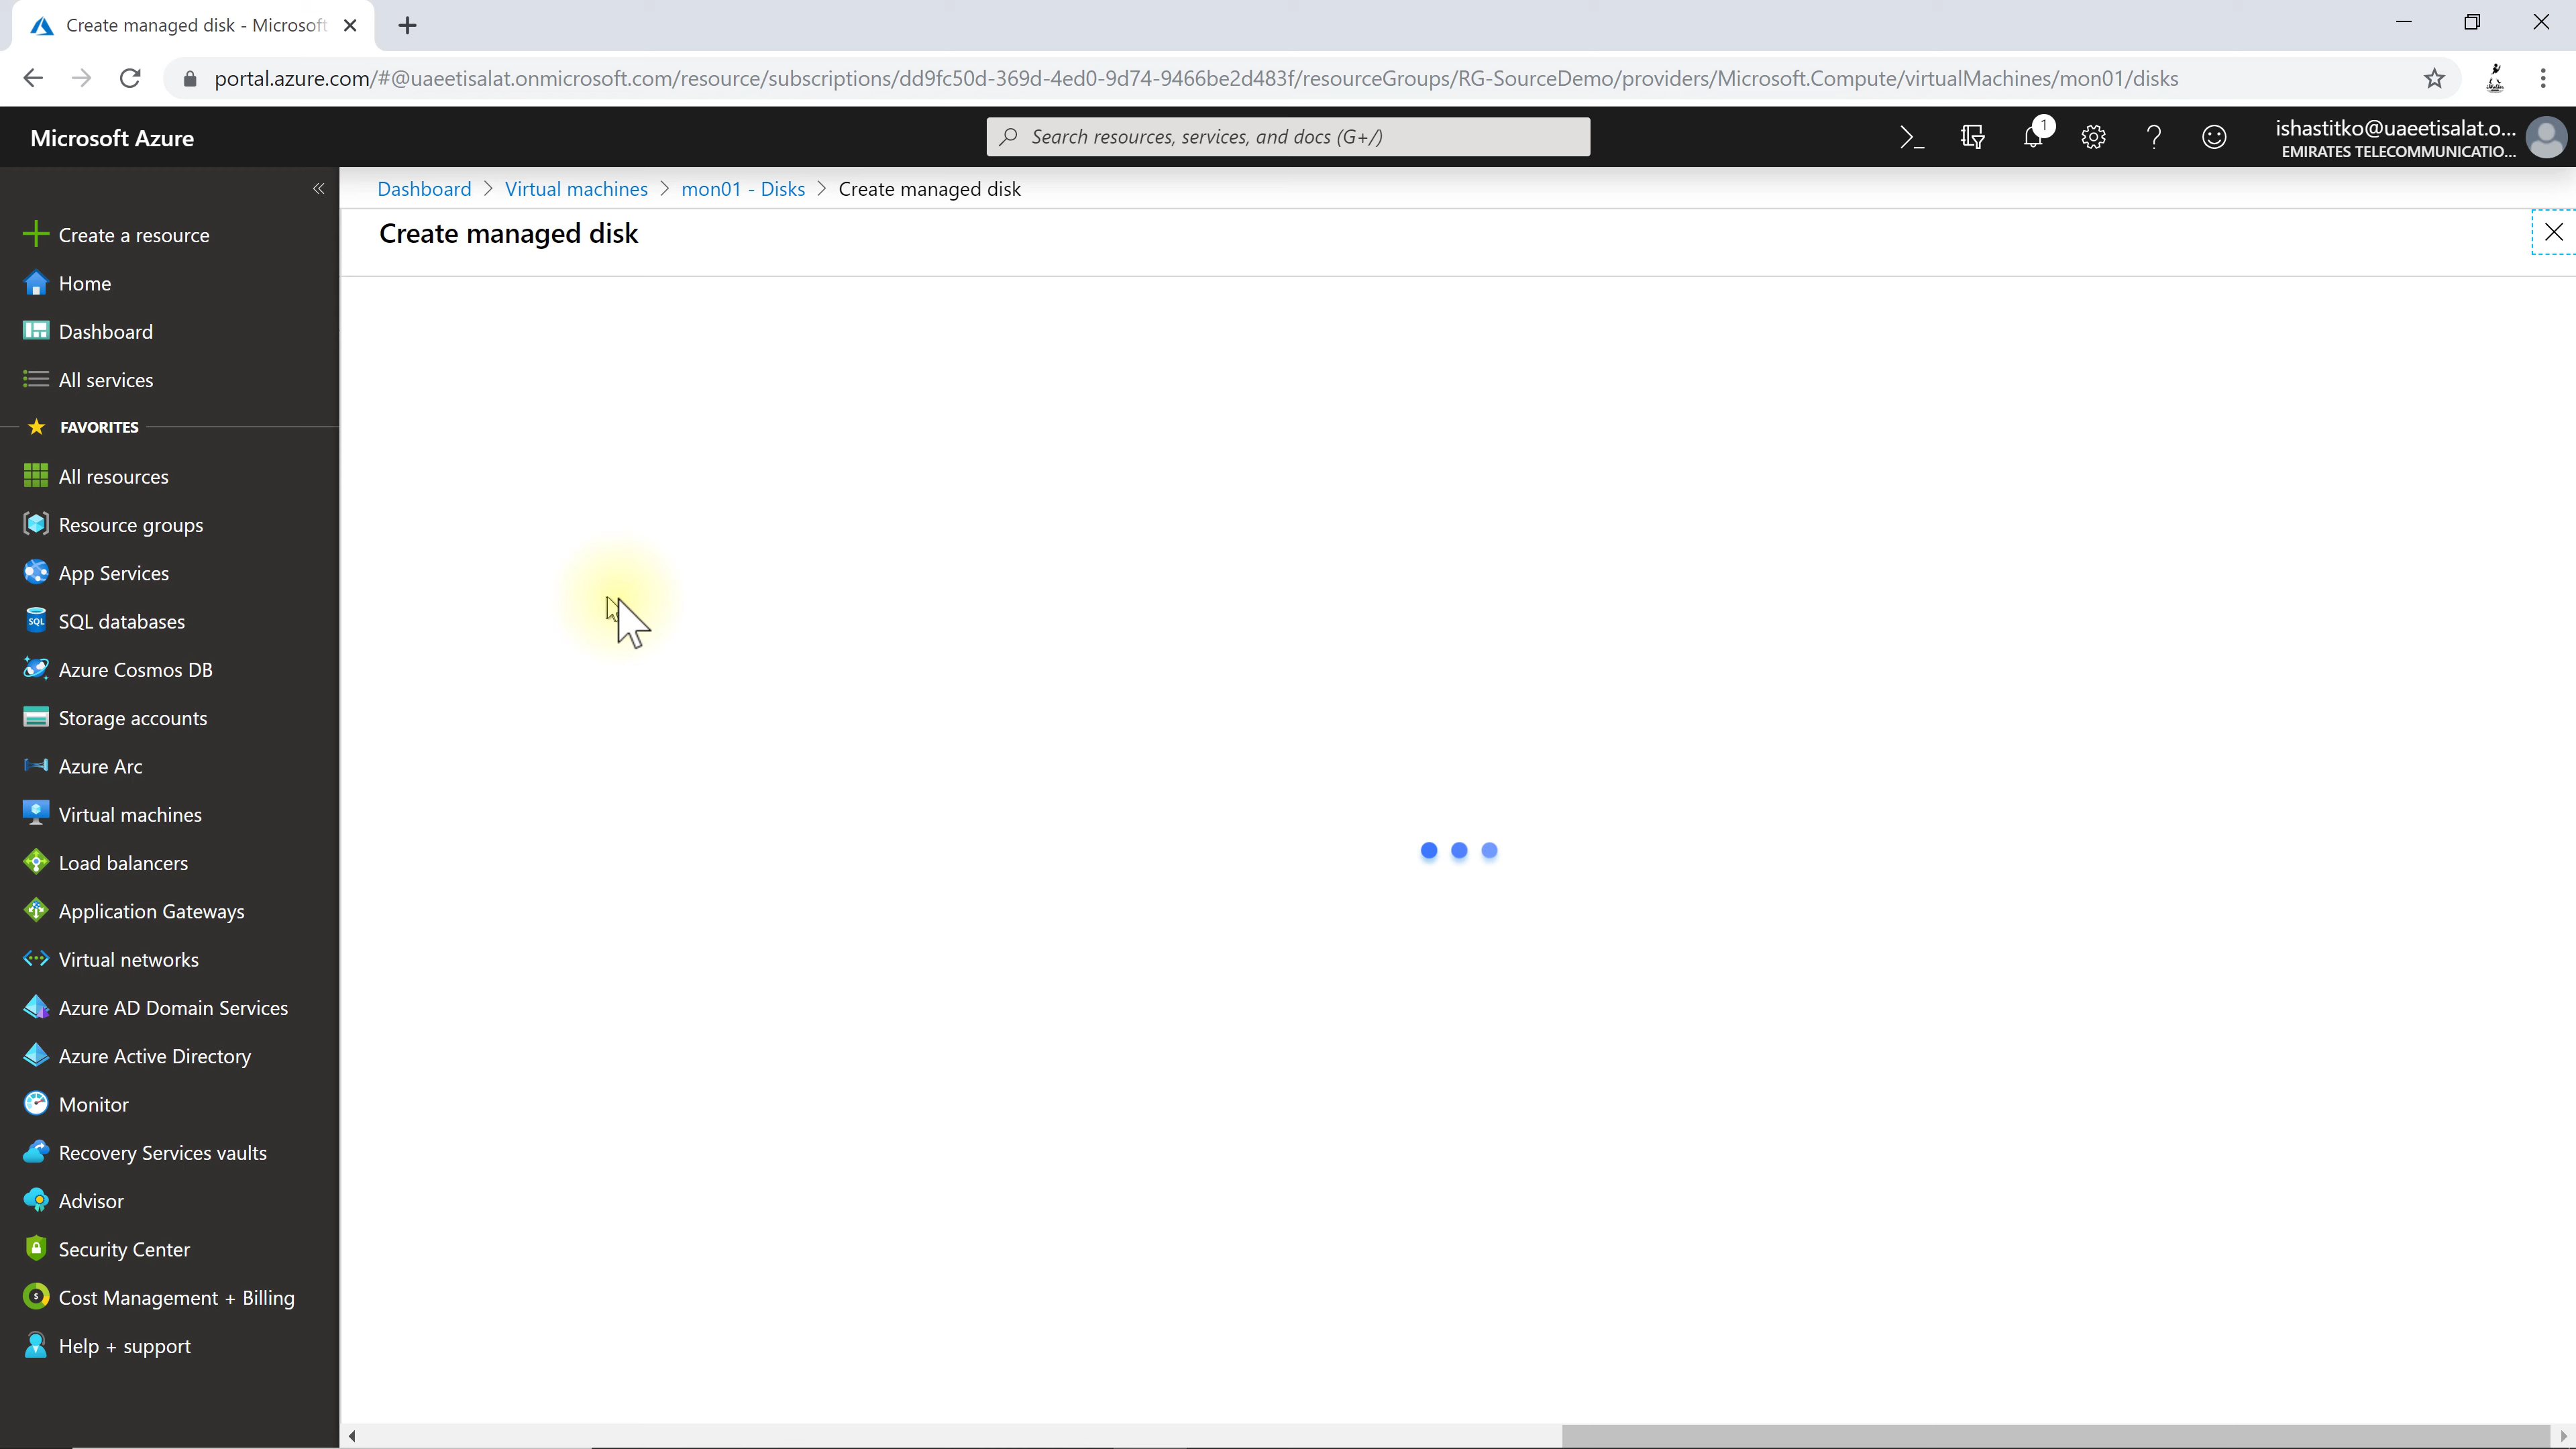 Create managed disk - Microsoft
portal.azure.com/#@uaeetisalat.onmicrosoft.com/resource/subscriptions/dd9fc50d-369d-4ed0-9d74-9466be2d483f/resourceGroups/RG-SourceDemo/providers/Microsoft.Compute/virtualMachines/mon01/disks
Microsoft Azure
Search resources, services, and docs (G+/)
1
ishastitko@uaeetisalat.o...
EMIRATES TELECOMMUNICATIO...
Dashboard > Virtual machines > mon01 - Disks > Create managed disk
Create managed disk
Create a resource
Home
Dashboard
All services
FAVORITES
All resources
Resource groups
App Services
SQL databases
Azure Cosmos DB
Storage accounts
Azure Arc
Virtual machines
Load balancers
Application Gateways
Virtual networks
Azure AD Domain Services
Azure Active Directory
Monitor
Recovery Services vaults
Advisor
Security Center
Cost Management + Billing
Help + support